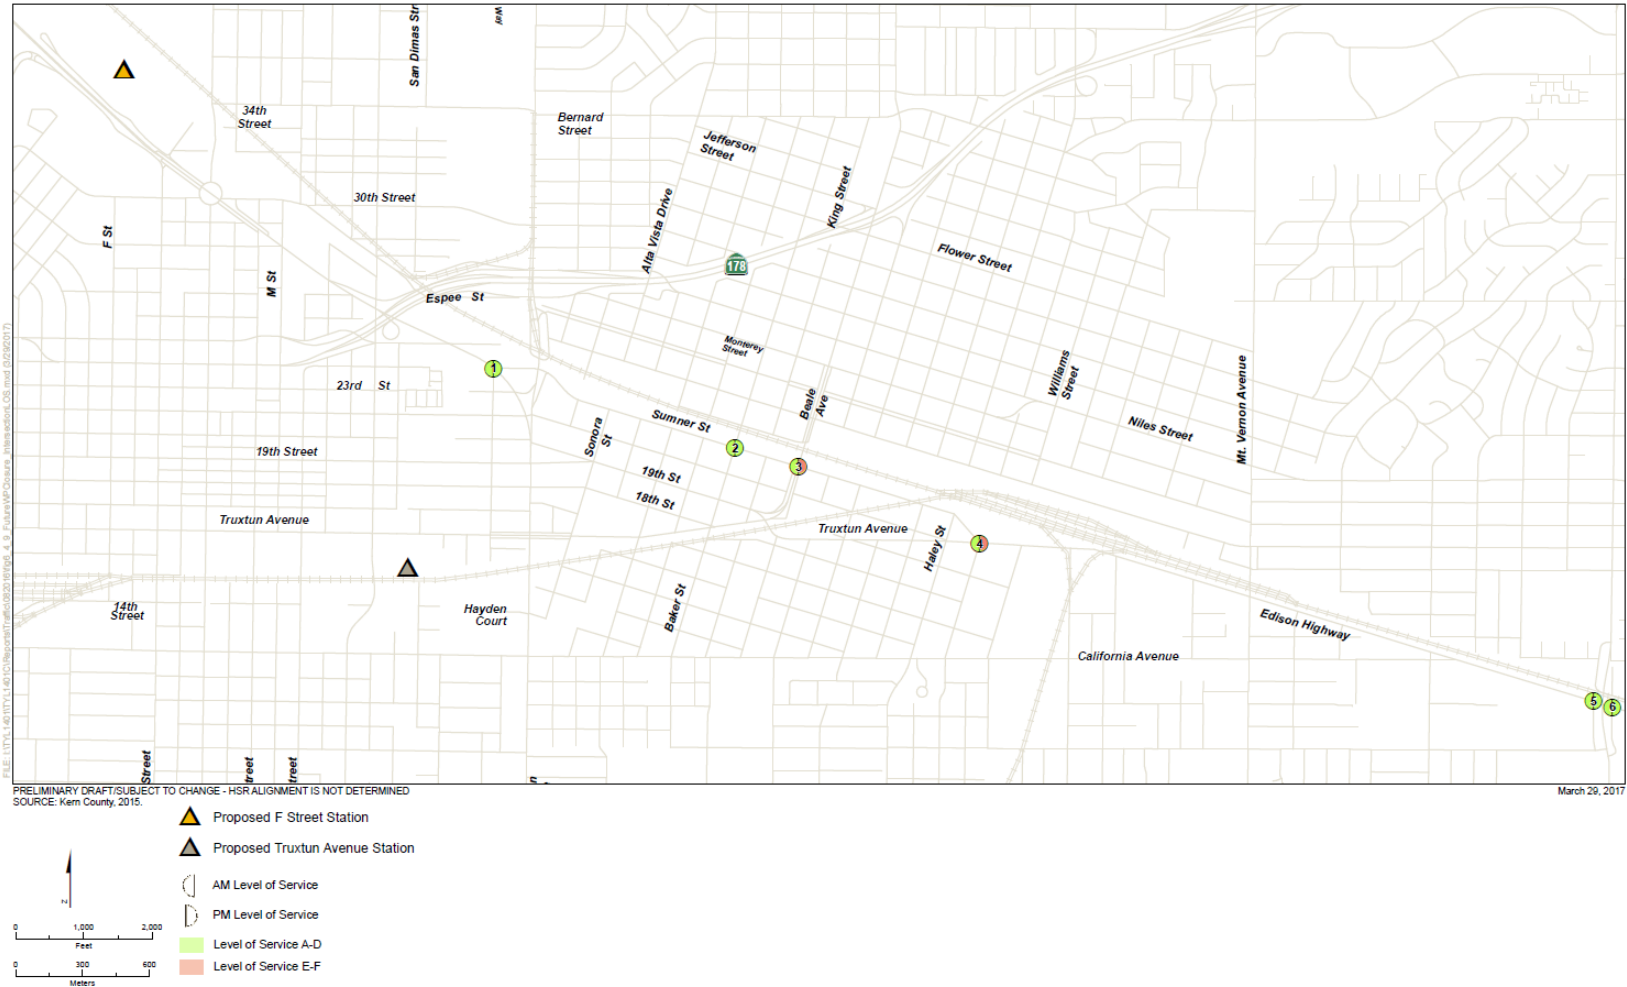 San Dimas Str
Way
34th
Street
Bernard
Street
Jefferson
Street
30th Street
King Street
Alta Vista Drive
F St
M St
178
Flower Street
Espee St
Monterey
Street
1
23rd St
Beale
Ave
Williams
Street
Mt. Vernon Avenue
Sumner St
Niles Street
Sonora
St
2
19th Street
3
19th St
18th St
Truxtun Avenue
Truxtun Avenue
Haley St
4
14th
Street
Hayden
Court
Baker St
Edison Highway
California Avenue
5
6
Street
treet
treet
PRELIMINARY DRAFT/SUBJECT TO CHANGE - HSR ALIGNMENT IS NOT DETERMINED
SOURCE: Kern County, 2015.
March 29, 2017
Proposed F Street Station
Proposed Truxtun Avenue Station
AM Level of Service
PM Level of Service
Level of Service A-D
Level of Service E-F
N
0 1,000 2,000
Feet
0 300 600
Meters